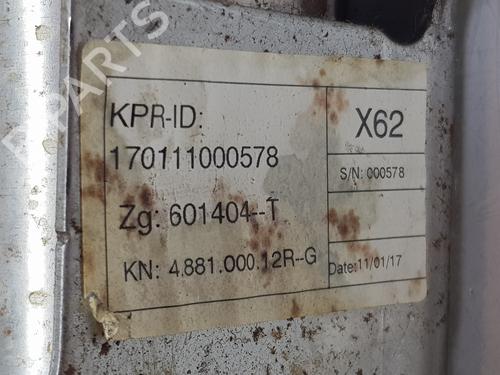 B-PARTS
KPR-ID:
170111000578
Zg: 601404--T
KN: 4.881.000.12R--G
X62
S/N: 000578
Date:11/01/17